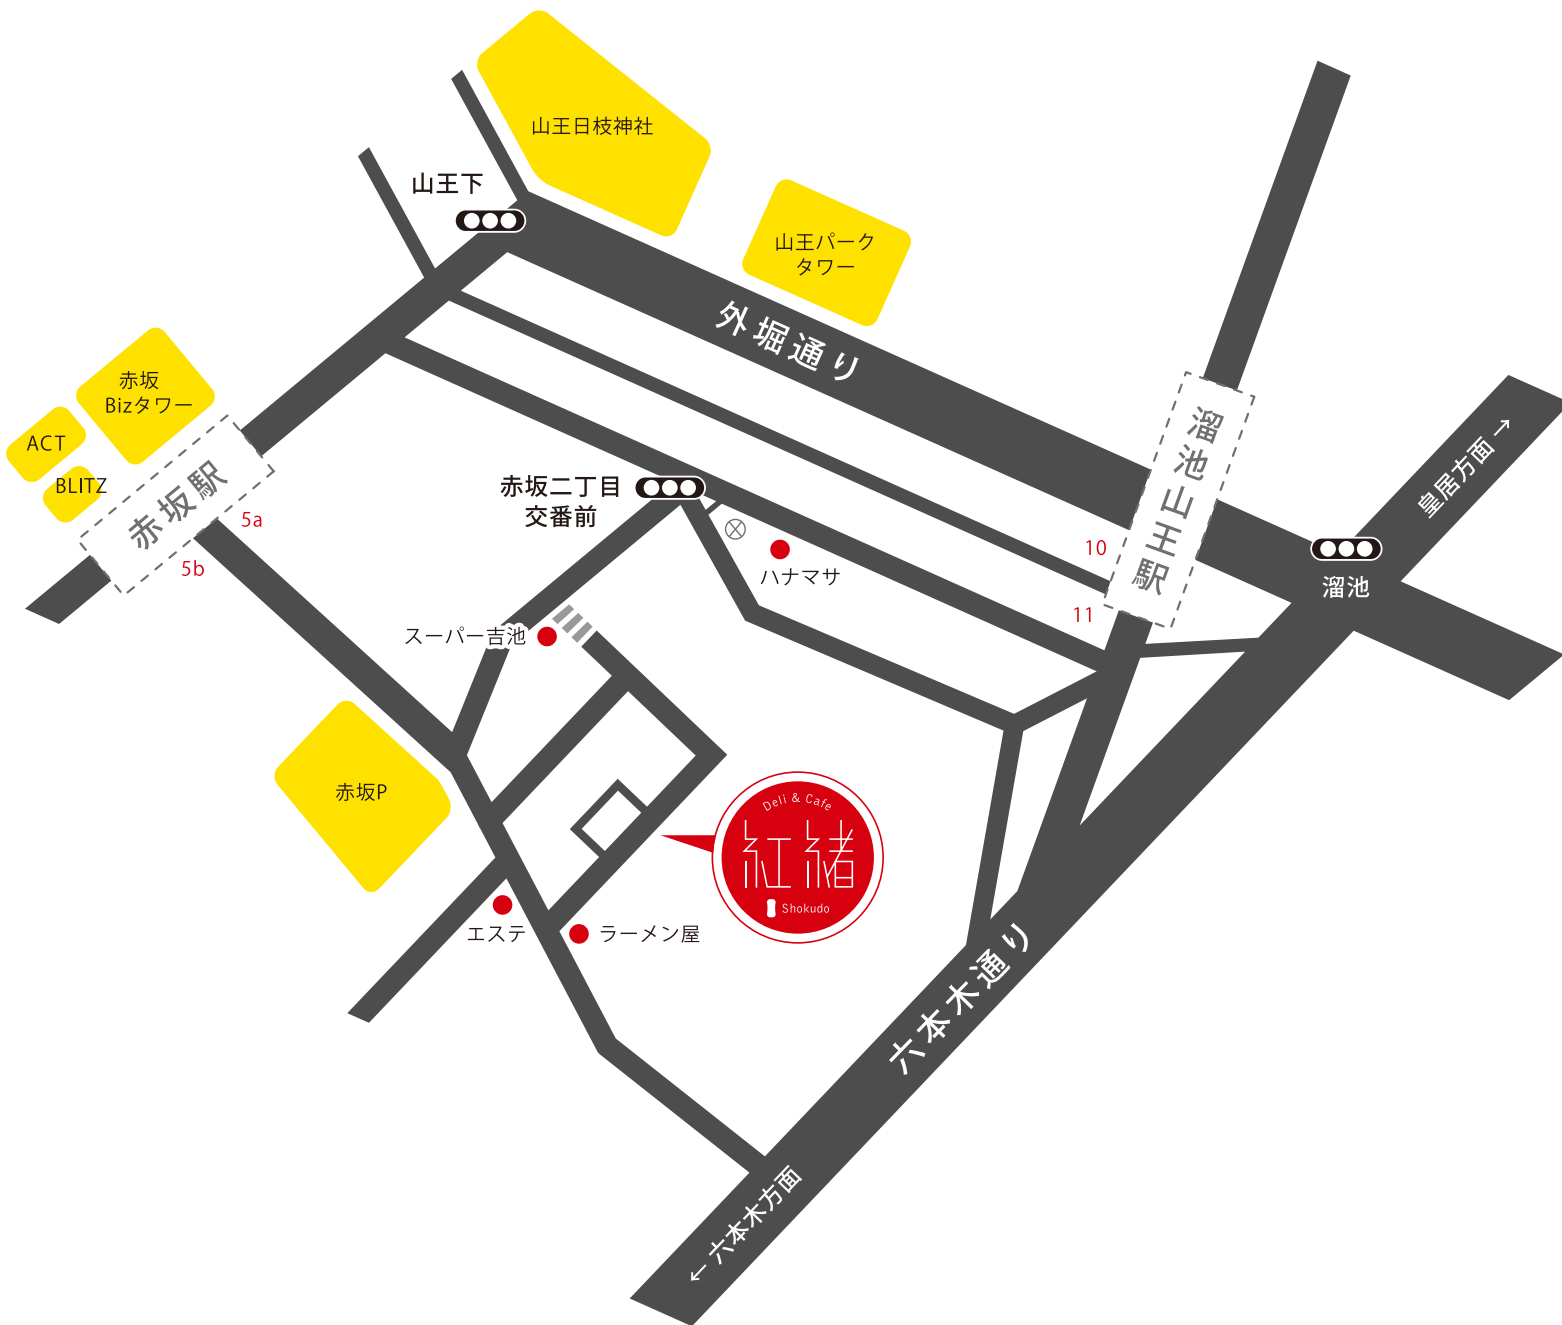 山王日枝神社
山王下
山王パーク
タワー
外堀通り
赤坂
Bizタワー
ACT
BLITZ
赤坂駅
5a
5b
溜池山王駅
皇居方面→
赤坂二丁目
交番前
ハナマサ
10
11
溜池
スーパー吉池
赤坂P
Deli & Cafe
紅緒
Shokudo
エステ
ラーメン屋
六本木通り
←六本木方面